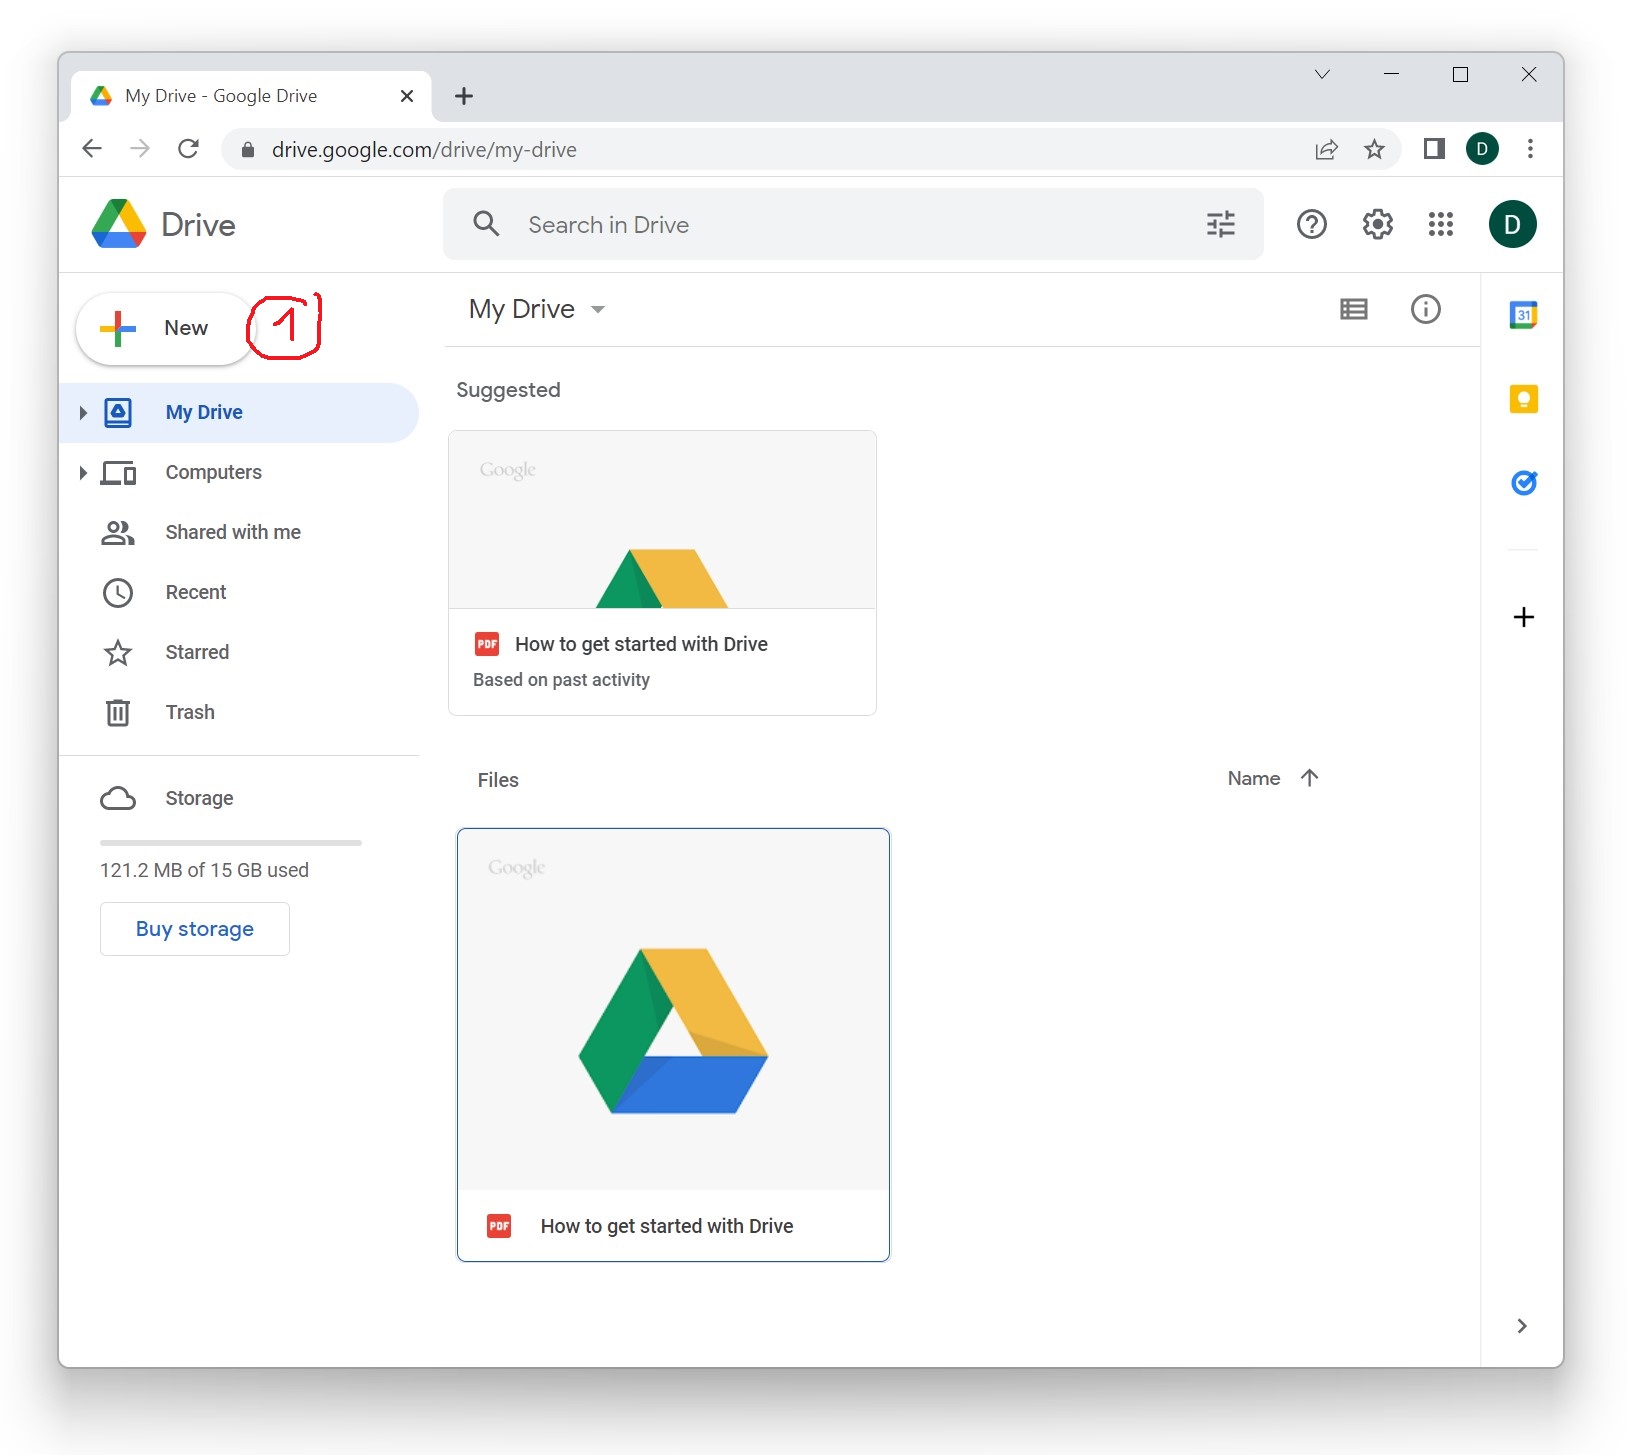 My Drive - Google Drive
drive.google.com/drive/my-drive
D
Drive
Search in Drive
D
New
1
My Drive
31
My Drive
Computers
Shared with me
Recent
Starred
Trash
Storage
121.2 MB of 15 GB used
Buy storage
Suggested
Google
PDF How to get started with Drive
Based on past activity
Files
Name
Google
PDF How to get started with Drive